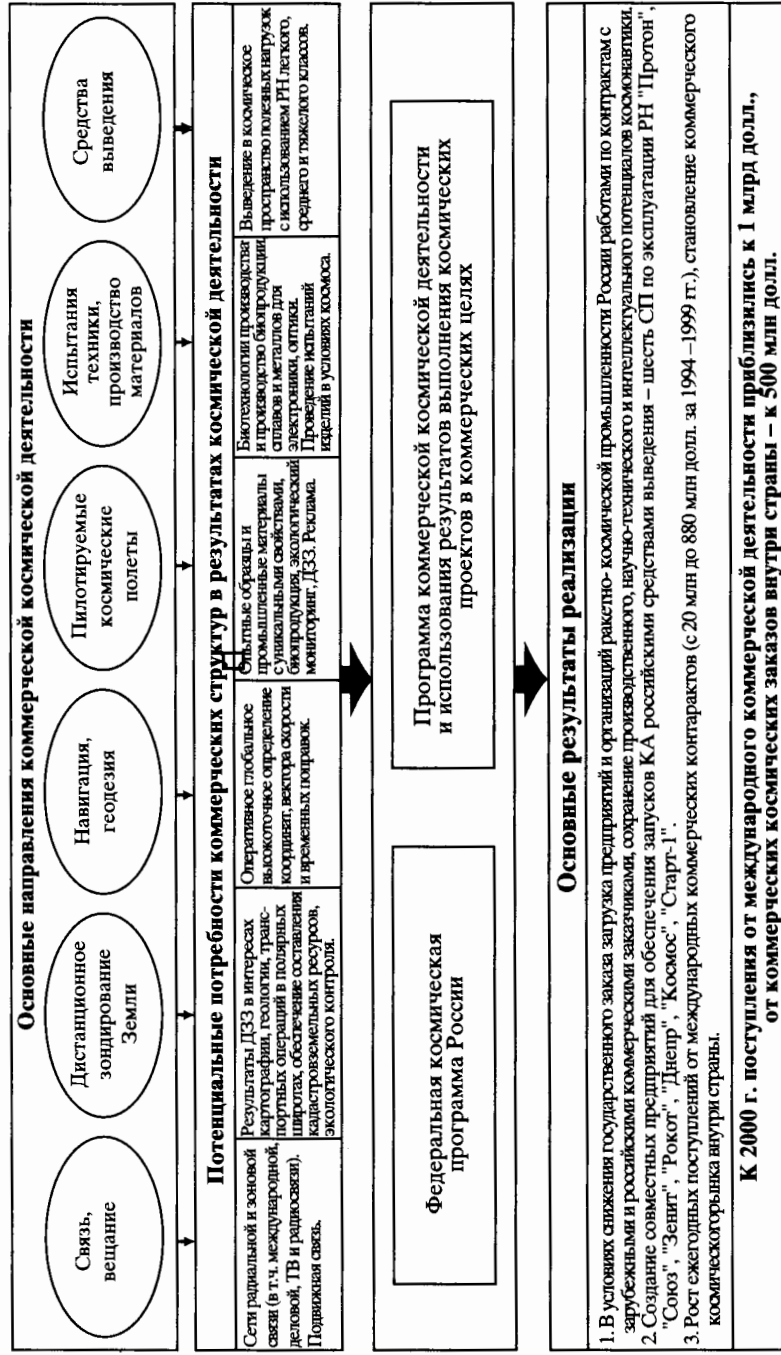 Основные направления коммерческой космической деятельности
Связь,
вещание
Дистанционное
зондирование
Земли
Навигация,
геодезия
Пилотируемые
космические
полеты
Испытания
техники,
производство
материалов
Средства
выведения
Потенциальные потребности коммерческих структур в результатах космической деятельности
Сети радиальной и зоновой
связи (в т.ч. международной,
деловой, ТВ и радиосвязи).
Подвижная связь.
Результаты ДЗЗ в интересах
картографии, геологии, транс-
портных операций в полярных
широтах, обеспечение составления
кадастровземельных ресурсов,
экологического контроля.
Оперативное глобальное
высокоточное определение
координат, вектора скорости
и временных поправок.
Опытные образцы и
промышленные материалы
с уникальными свойствами,
биопродукция, экологический
мониторинг, ДЗЗ. Реклама.
Биотехнологии производства
и производство биопродукции,
сплавов и металлов для
электроники, оптики.
Проведение испытаний
изделий в условиях космоса.
Выведение в космическое
пространство полезных нагрузок
с использованием РН легкого,
среднего и тяжелого классов.
Федеральная космическая
программа России
Программа коммерческой космической деятельности
и использования результатов выполнения космических
проектов в коммерческих целях
Основные результаты реализации
1. В условиях снижения государственного заказа загрузка предприятий и организаций ракетно- космической промышленности России работами по контрактам с
зарубежными и российскими коммерческими заказчиками, сохранение производственного, научно-технического и интеллектуального потенциалов космонавтики.
2. Создание совместных предприятий для обеспечения запусков КА российскими средствами выведения – шесть СП по эксплуатации РН "Протон",
"Союз", "Зенит", "Рокот", "Днепр", "Космос", "Старт-1".
3. Рост ежегодных поступлений от международных коммерческих контарактов (с 20 млн до 880 млн долл. за 1994 –1999 гг.), становление коммерческого
космическогорынка внутри страны.
К 2000 г. поступления от международного коммерческой деятельности приблизились к 1 млрд долл.,
от коммерческих космических заказов внутри страны – к 500 млн долл.